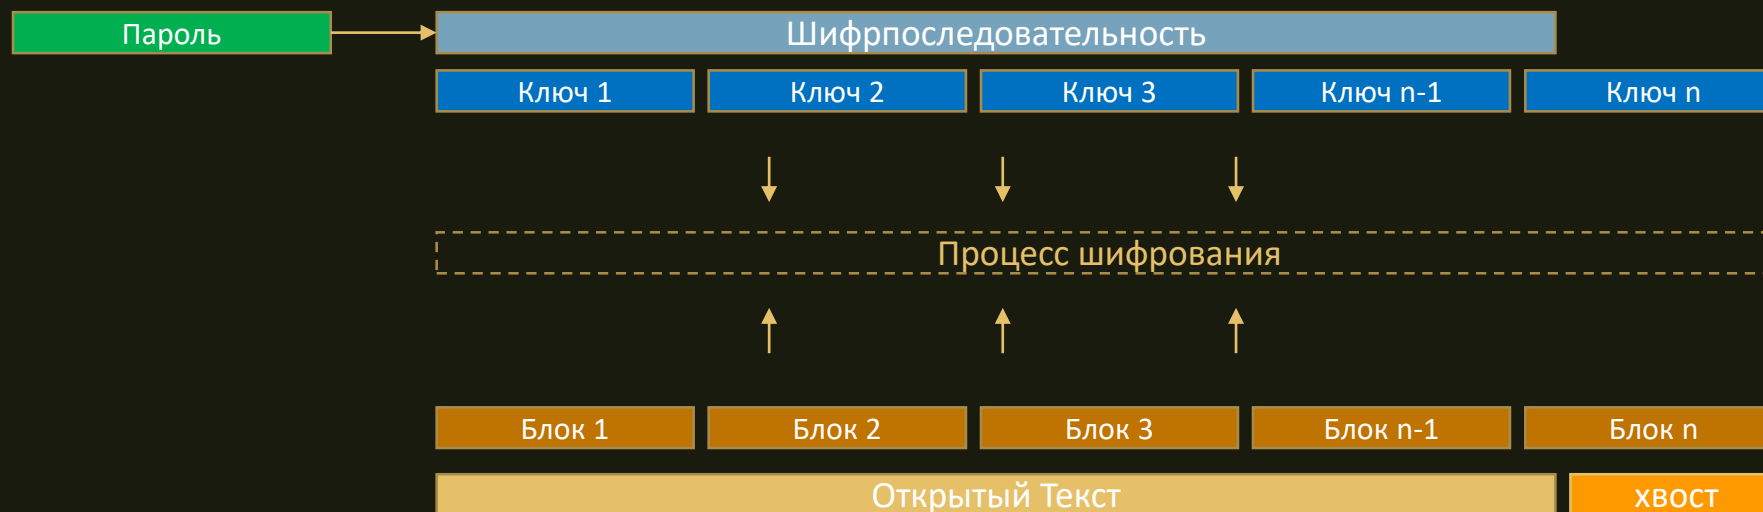 Пароль
Шифрпоследовательность
Ключ 1
Ключ 2
Ключ 3
Ключ n-1
Ключ n
Процесс шифрования
Блок 1
Блок 2
Блок 3
Блок n-1
Блок n
Открытый Текст
хвост